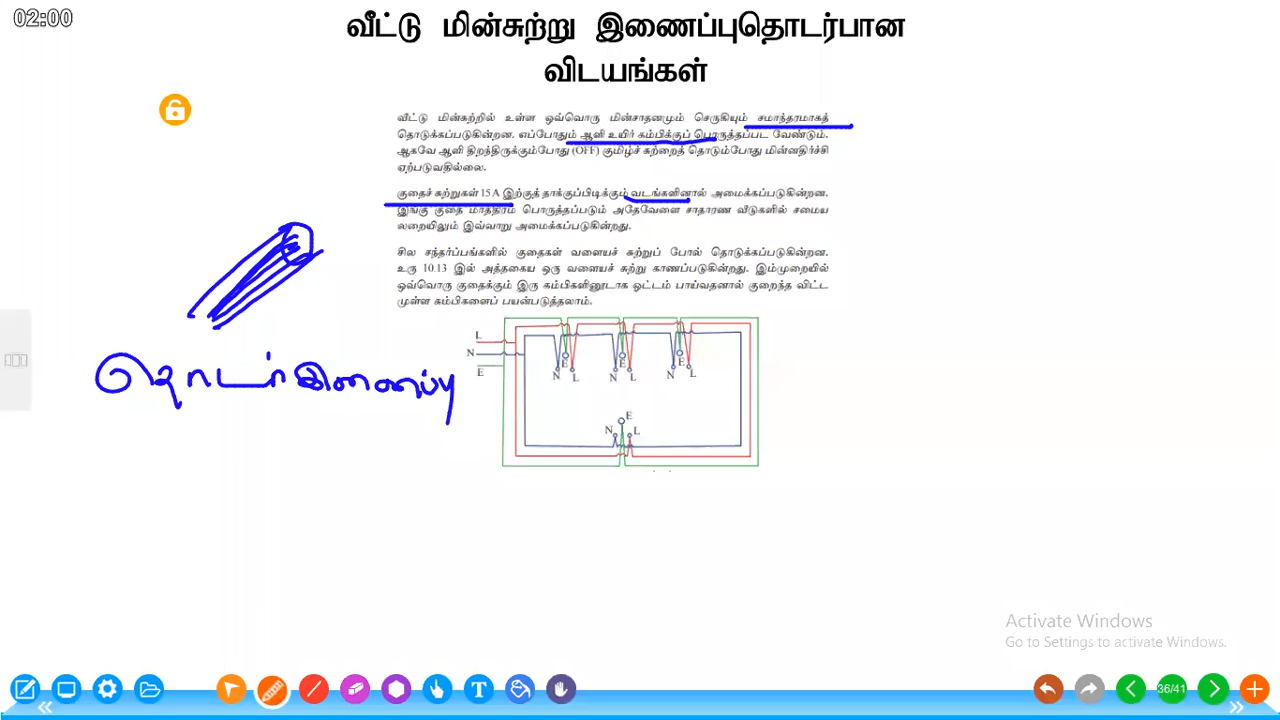 02:00
வீட்டு மின்சுற்று இணைப்புதொடர்பான
விடயங்கள்
வீட்டு மின்சுற்றில் உள்ள ஒவ்வொரு மின்சாதனமும் செருகியும் சமாந்தரமாகத்
தொடுக்கப்படுகின்றன. எப்போதும் ஆளி உயிர் கம்பிக்குப் பொருத்தப்பட வேண்டும்.
ஆகவே ஆளி திறந்திருக்கும்போது (OFF) குமிழ்ச் சுற்றைத் தொடும்போது மின்னதிர்ச்சி
ஏற்படுவதில்லை.
குதைச் சுற்றுகள் 15A இற்குத் தாக்குப்பிடிக்கும் வடங்களினால் அமைக்கப்படுகின்றன.
இங்கு குதை மாத்திரம் பொருத்தப்படும் அதேவேளை சாதாரண வீடுகளில் சமைய
லறையிலும் இவ்வாறு அமைக்கப்படுகின்றது.
சில சந்தர்ப்பங்களில் குதைகள் வளையச் சுற்றுப் போல் தொடுக்கப்படுகின்றன.
உரு 10.13 இல் அத்தகைய ஒரு வளையச் சுற்று காணப்படுகின்றது. இம்முறையில்
ஒவ்வொரு குதைக்கும் இரு கம்பிகளினூடாக ஓட்டம் பாய்வதனால் குறைந்த விட்ட
முள்ள கம்பிகளைப் பயன்படுத்தலாம்.
தொடர்இணைப்பு
L
N
E
E E E
N L N L N L
E
N L
Activate Windows
Go to Settings to activate Windows.
36/41